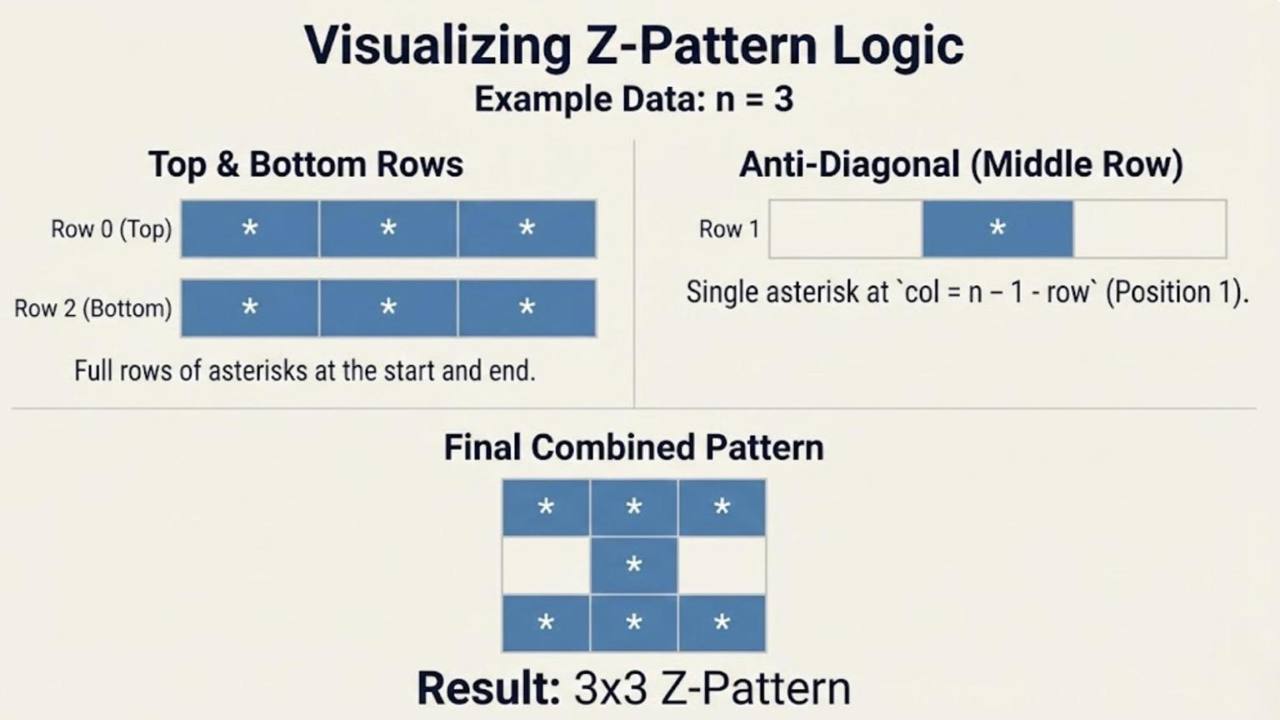 Visualizing Z-Pattern Logic
Example Data: n = 3
Top & Bottom Rows
Row 0 (Top) * * *
Row 2 (Bottom) * * *
Full rows of asterisks at the start and end.
Anti-Diagonal (Middle Row)
Row 1 *
Single asterisk at `col = n – 1 - row` (Position 1).
Final Combined Pattern
* * *
*
* * *
Result: 3x3 Z-Pattern